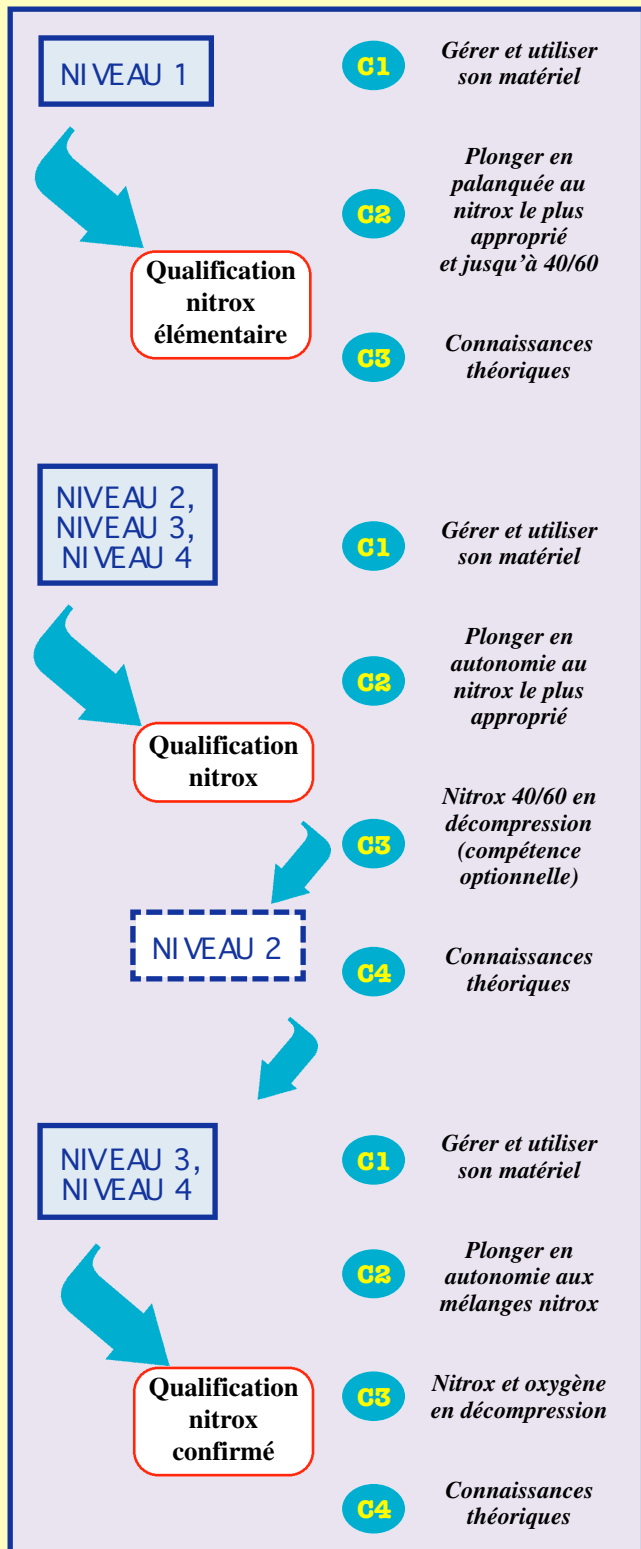 NIVEAU 1
C1
Gérer et utiliser
son matériel
C2
Plonger en
palanquée au
nitrox le plus
approprié
et jusqu’à 40/60
Qualification
nitrox
élémentaire
C3
Connaissances
théoriques
NIVEAU 2,
NIVEAU 3,
NIVEAU 4
C1
Gérer et utiliser
son matériel
C2
Plonger en
autonomie au
nitrox le plus
approprié
Qualification
nitrox
C3
Nitrox 40/60 en
décompression
(compétence
optionnelle)
NIVEAU 2
C4
Connaissances
théoriques
NIVEAU 3,
NIVEAU 4
C1
Gérer et utiliser
son matériel
C2
Plonger en
autonomie aux
mélanges nitrox
Qualification
nitrox
confirmé
C3
Nitrox et oxygène
en décompression
C4
Connaissances
théoriques